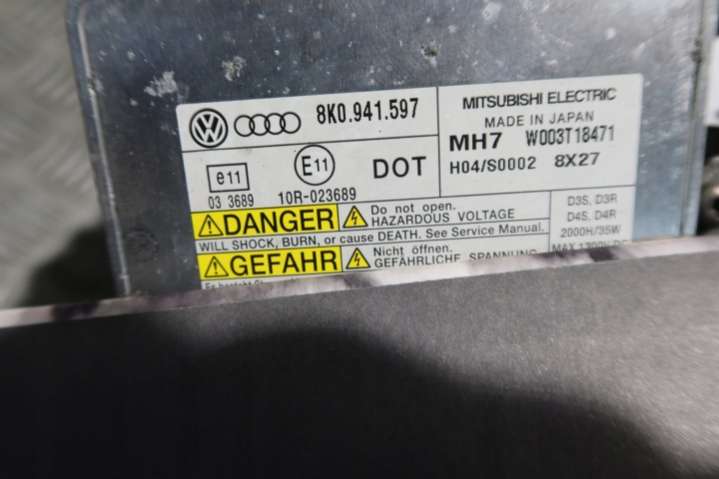 8K0.941.597
MITSUBISHI ELECTRIC
MADE IN JAPAN
MH7 W003T18471
H04/S0002 8X27
e11 E11 DOT
03 3689 10R-023689
DANGER Do not open.
HAZARDOUS VOLTAGE
WILL SHOCK, BURN, or cause DEATH. See Service Manual.
GEFAHR Nicht öffnen.
GEFÄHRLICHE SPANNUNG
D3S, D3R
D4S, D4R
2000H/35W